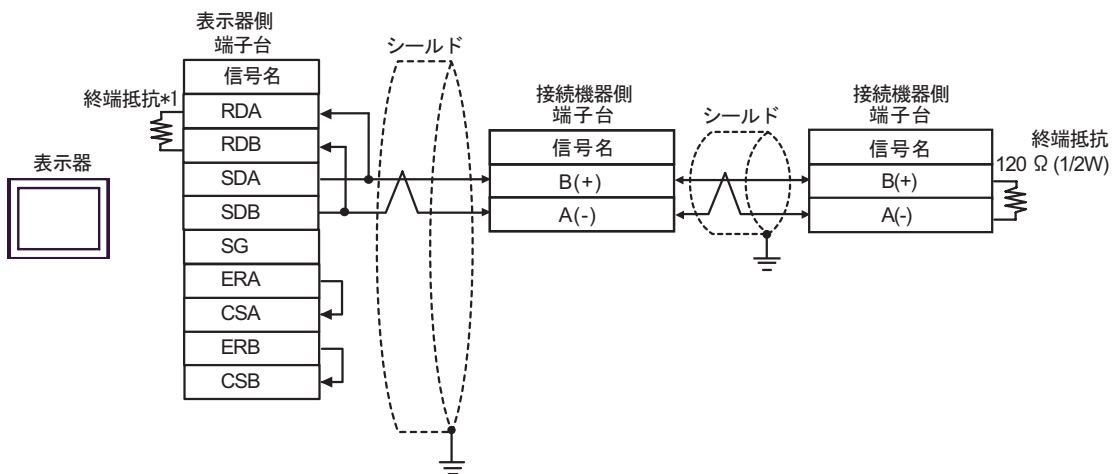 表示器側
端子台
シールド
信号名
終端抵抗*1
RDA
RDB
SDA
SDB
SG
ERA
CSA
ERB
CSB
表示器
接続機器側
端子台
信号名
B(+)
A(-)
シールド
接続機器側
端子台
信号名
B(+)
A(-)
終端抵抗
120 Ω (1/2W)